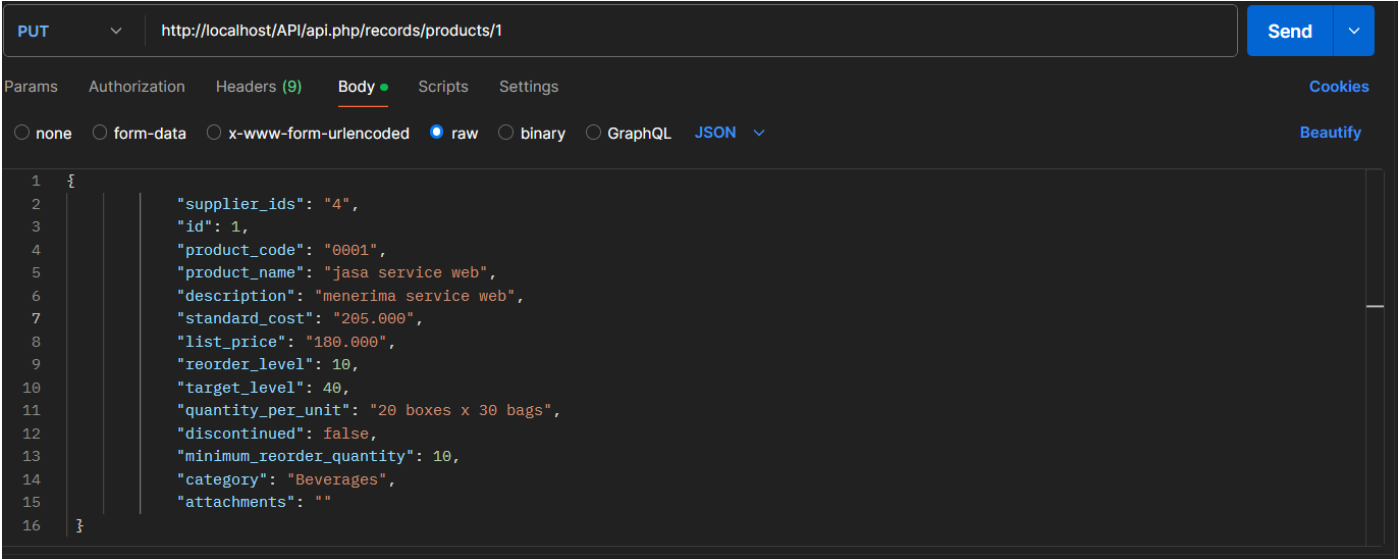 PUT http://localhost/API/api.php/records/products/1 Send
Params Authorization Headers (9) Body Scripts Settings Cookies
none form-data x-www-form-urlencoded raw binary GraphQL JSON Beautify
1 {
2 "supplier_ids": "4",
3 "id": 1,
4 "product_code": "0001",
5 "product_name": "jasa service web",
6 "description": "menerima service web",
7 "standard_cost": "205.000",
8 "list_price": "180.000",
9 "reorder_level": 10,
10 "target_level": 40,
11 "quantity_per_unit": "20 boxes x 30 bags",
12 "discontinued": false,
13 "minimum_reorder_quantity": 10,
14 "category": "Beverages",
15 "attachments": ""
16 }